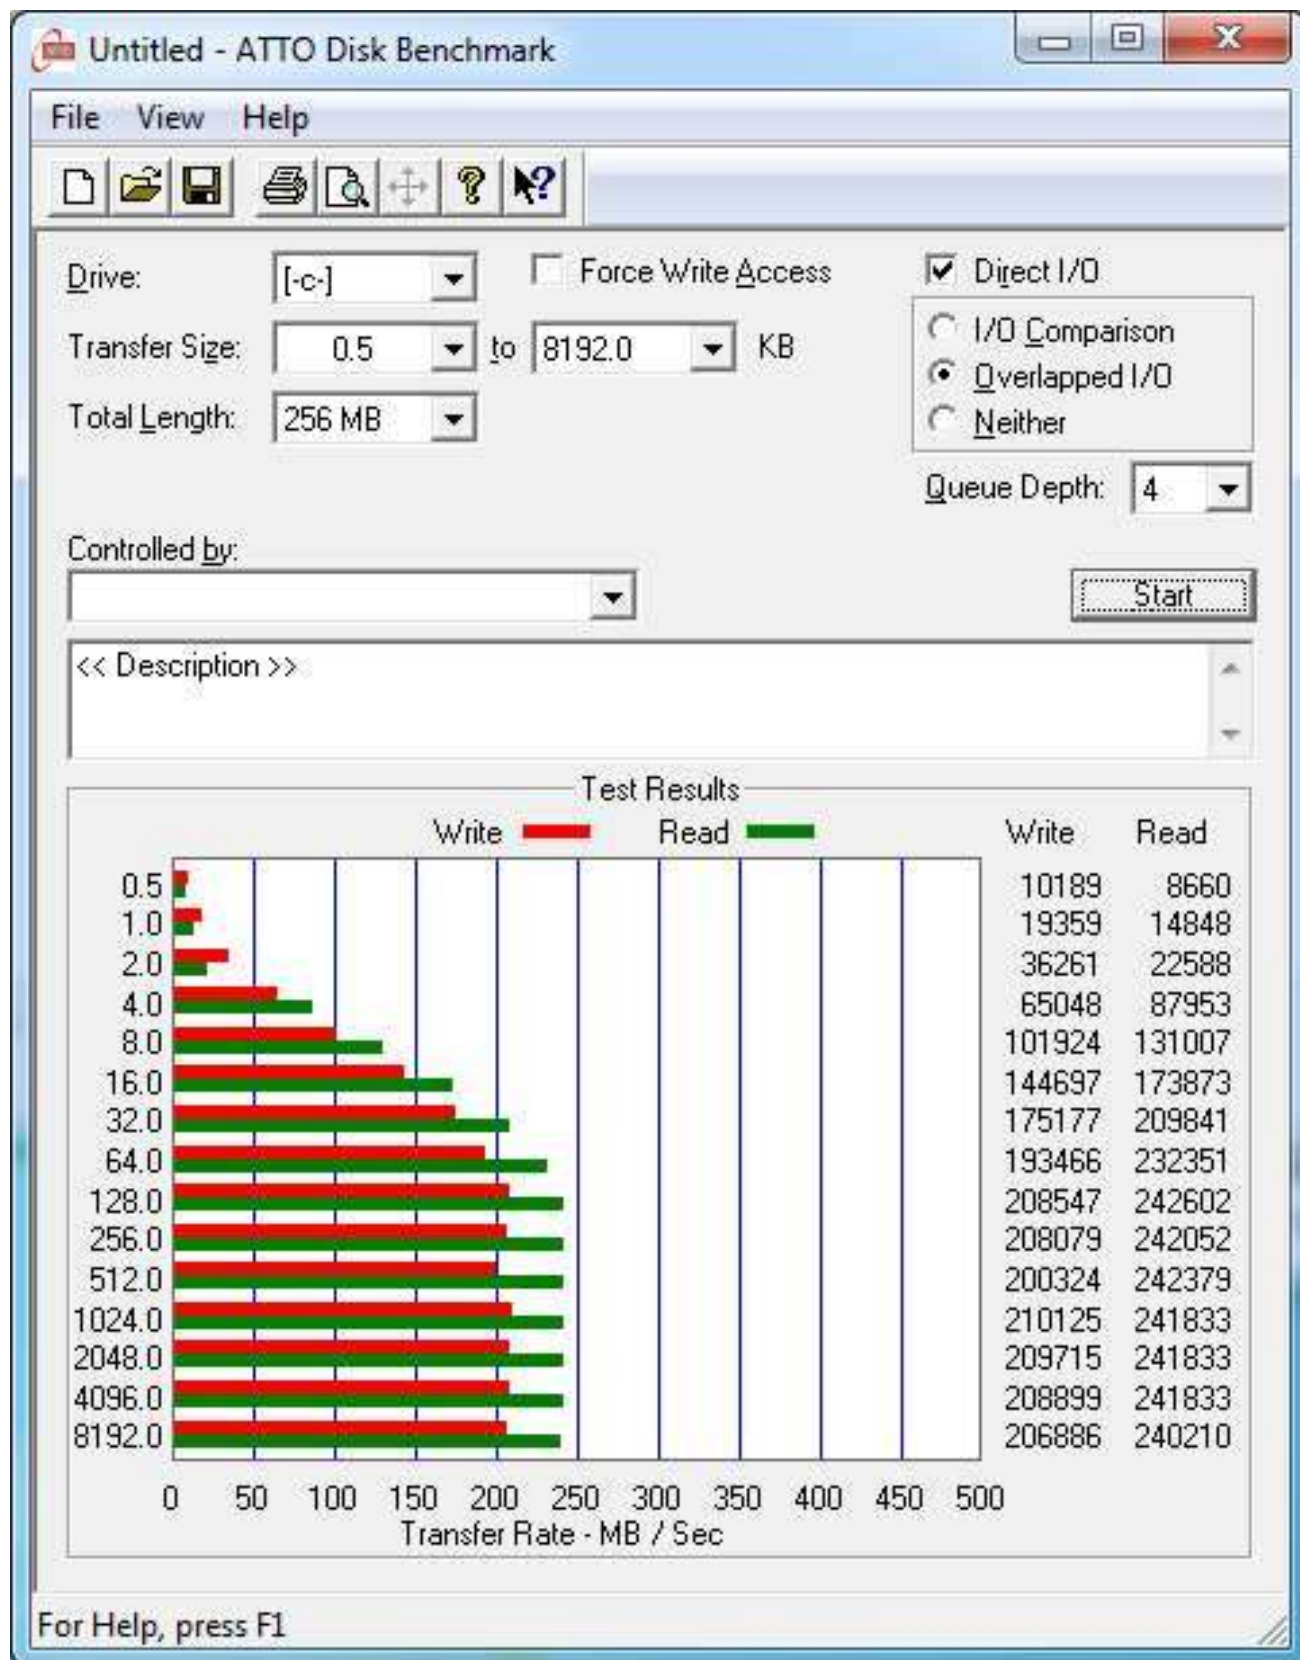 Untitled - ATTO Disk Benchmark
File View Help
Drive: [-c-] Force Write Access Direct I/O
Transfer Size: 0.5 to 8192.0 KB I/O Comparison
Overlapped I/O
Total Length: 256 MB Neither
Queue Depth: 4
Controlled by:
Start
<< Description >>
Test Results
Write Read Write Read
0.5 10189 8660
1.0 19359 14848
2.0 36261 22588
4.0 65048 87953
8.0 101924 131007
16.0 144697 173873
32.0 175177 209841
64.0 193466 232351
128.0 208547 242602
256.0 208079 242052
512.0 200324 242379
1024.0 210125 241833
2048.0 209715 241833
4096.0 208899 241833
8192.0 206886 240210
0 50 100 150 200 250 300 350 400 450 500
Transfer Rate - MB / Sec
For Help, press F1